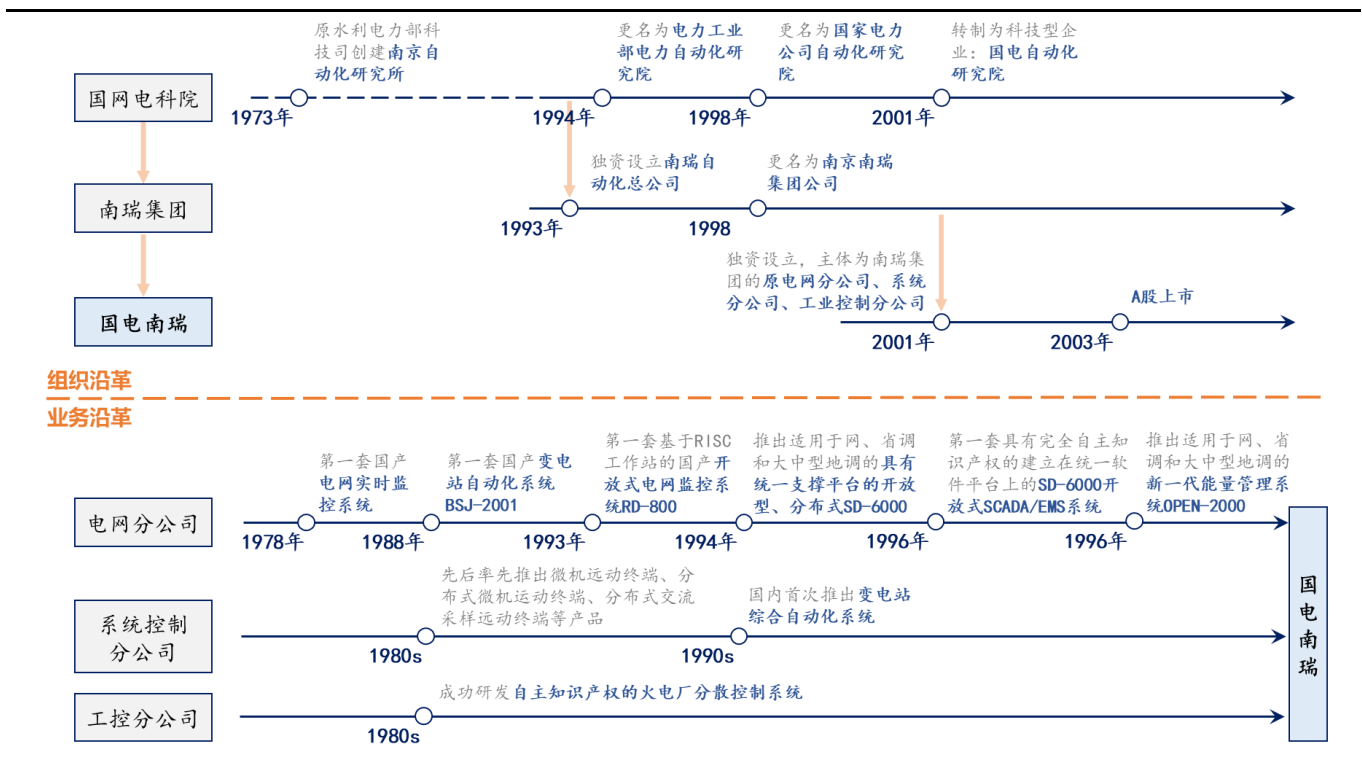 原水利电力部科
技司创建南京自
动化研究所
更名为电力工业
部电力自动化研
究院
更名为国家电力
公司自动化研究
院
转制为科技型企
业：国电自动化
研究院
国网电科院
1973年
1994年
1998年
2001年
独资设立南瑞自
动化总公司
更名为南京南瑞
集团公司
南瑞集团
1993年
1998
独资设立，主体为南瑞集
团的原电网分公司、系统
分公司、工业控制分公司
A股上市
国电南瑞
2001年
2003年
组织沿革
业务沿革
第一套国产
电网实时监
控系统
第一套国产变电
站自动化系统
BSJ-2001
第一套基于RISC
工作站的国产开
放式电网监控系
统RD-800
推出适用于网、省调
和大中型地调的具有
统一支撑平台的开放
型、分布式SD-6000
第一套具有完全自主知
识产权的建立在统一软
件平台上的SD-6000开
放式SCADA/EMS系统
推出适用于网、省
调和大中型地调的
新一代能量管理系
统OPEN-2000
电网分公司
1978年
1988年
1993年
1994年
1996年
1996年
先后率先推出微机远动终端、分
布式微机远动终端、分布式交流
采样远动终端等产品
国内首次推出变电站
综合自动化系统
系统控制
分公司
1980s
1990s
成功研发自主知识产权的火电厂分散控制系统
工控分公司
1980s
国
电
南
瑞